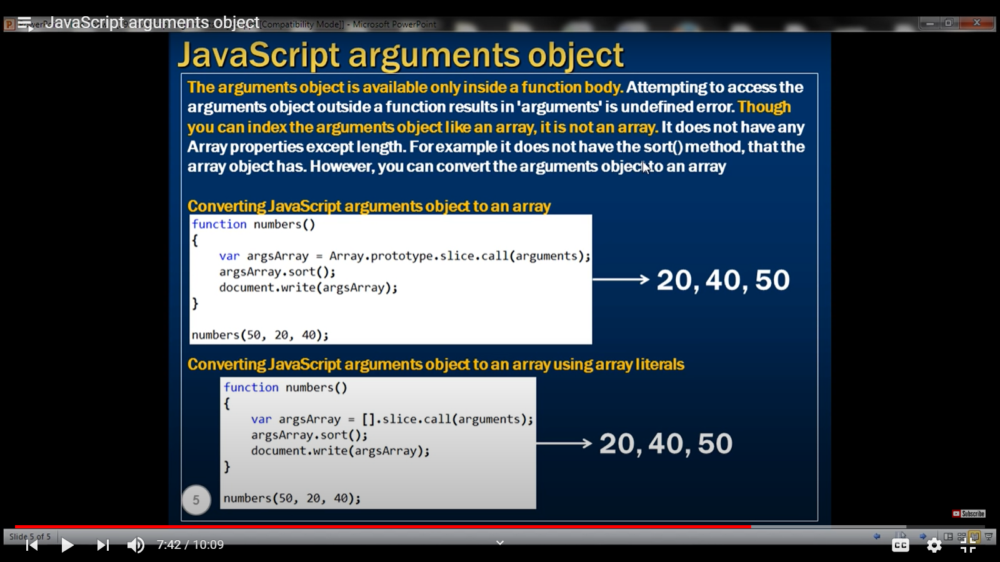 JavaScript arguments object
[Compatibility Mode]] - Microsoft PowerPoint
JavaScript arguments object
The arguments object is available only inside a function body. Attempting to access the
arguments object outside a function results in 'arguments' is undefined error. Though
you can index the arguments object like an array, it is not an array. It does not have any
Array properties except length. For example it does not have the sort() method, that the
array object has. However, you can convert the arguments object to an array
Converting JavaScript arguments object to an array
function numbers()
{
    var argsArray = Array.prototype.slice.call(arguments);
    argsArray.sort();
    document.write(argsArray);
}
numbers(50, 20, 40);
20, 40, 50
Converting JavaScript arguments object to an array using array literals
function numbers()
{
    var argsArray = [].slice.call(arguments);
    argsArray.sort();
    document.write(argsArray);
}
numbers(50, 20, 40);
20, 40, 50
5
Subscribe
Slide 5 of 5
7:42 / 10:09
CC